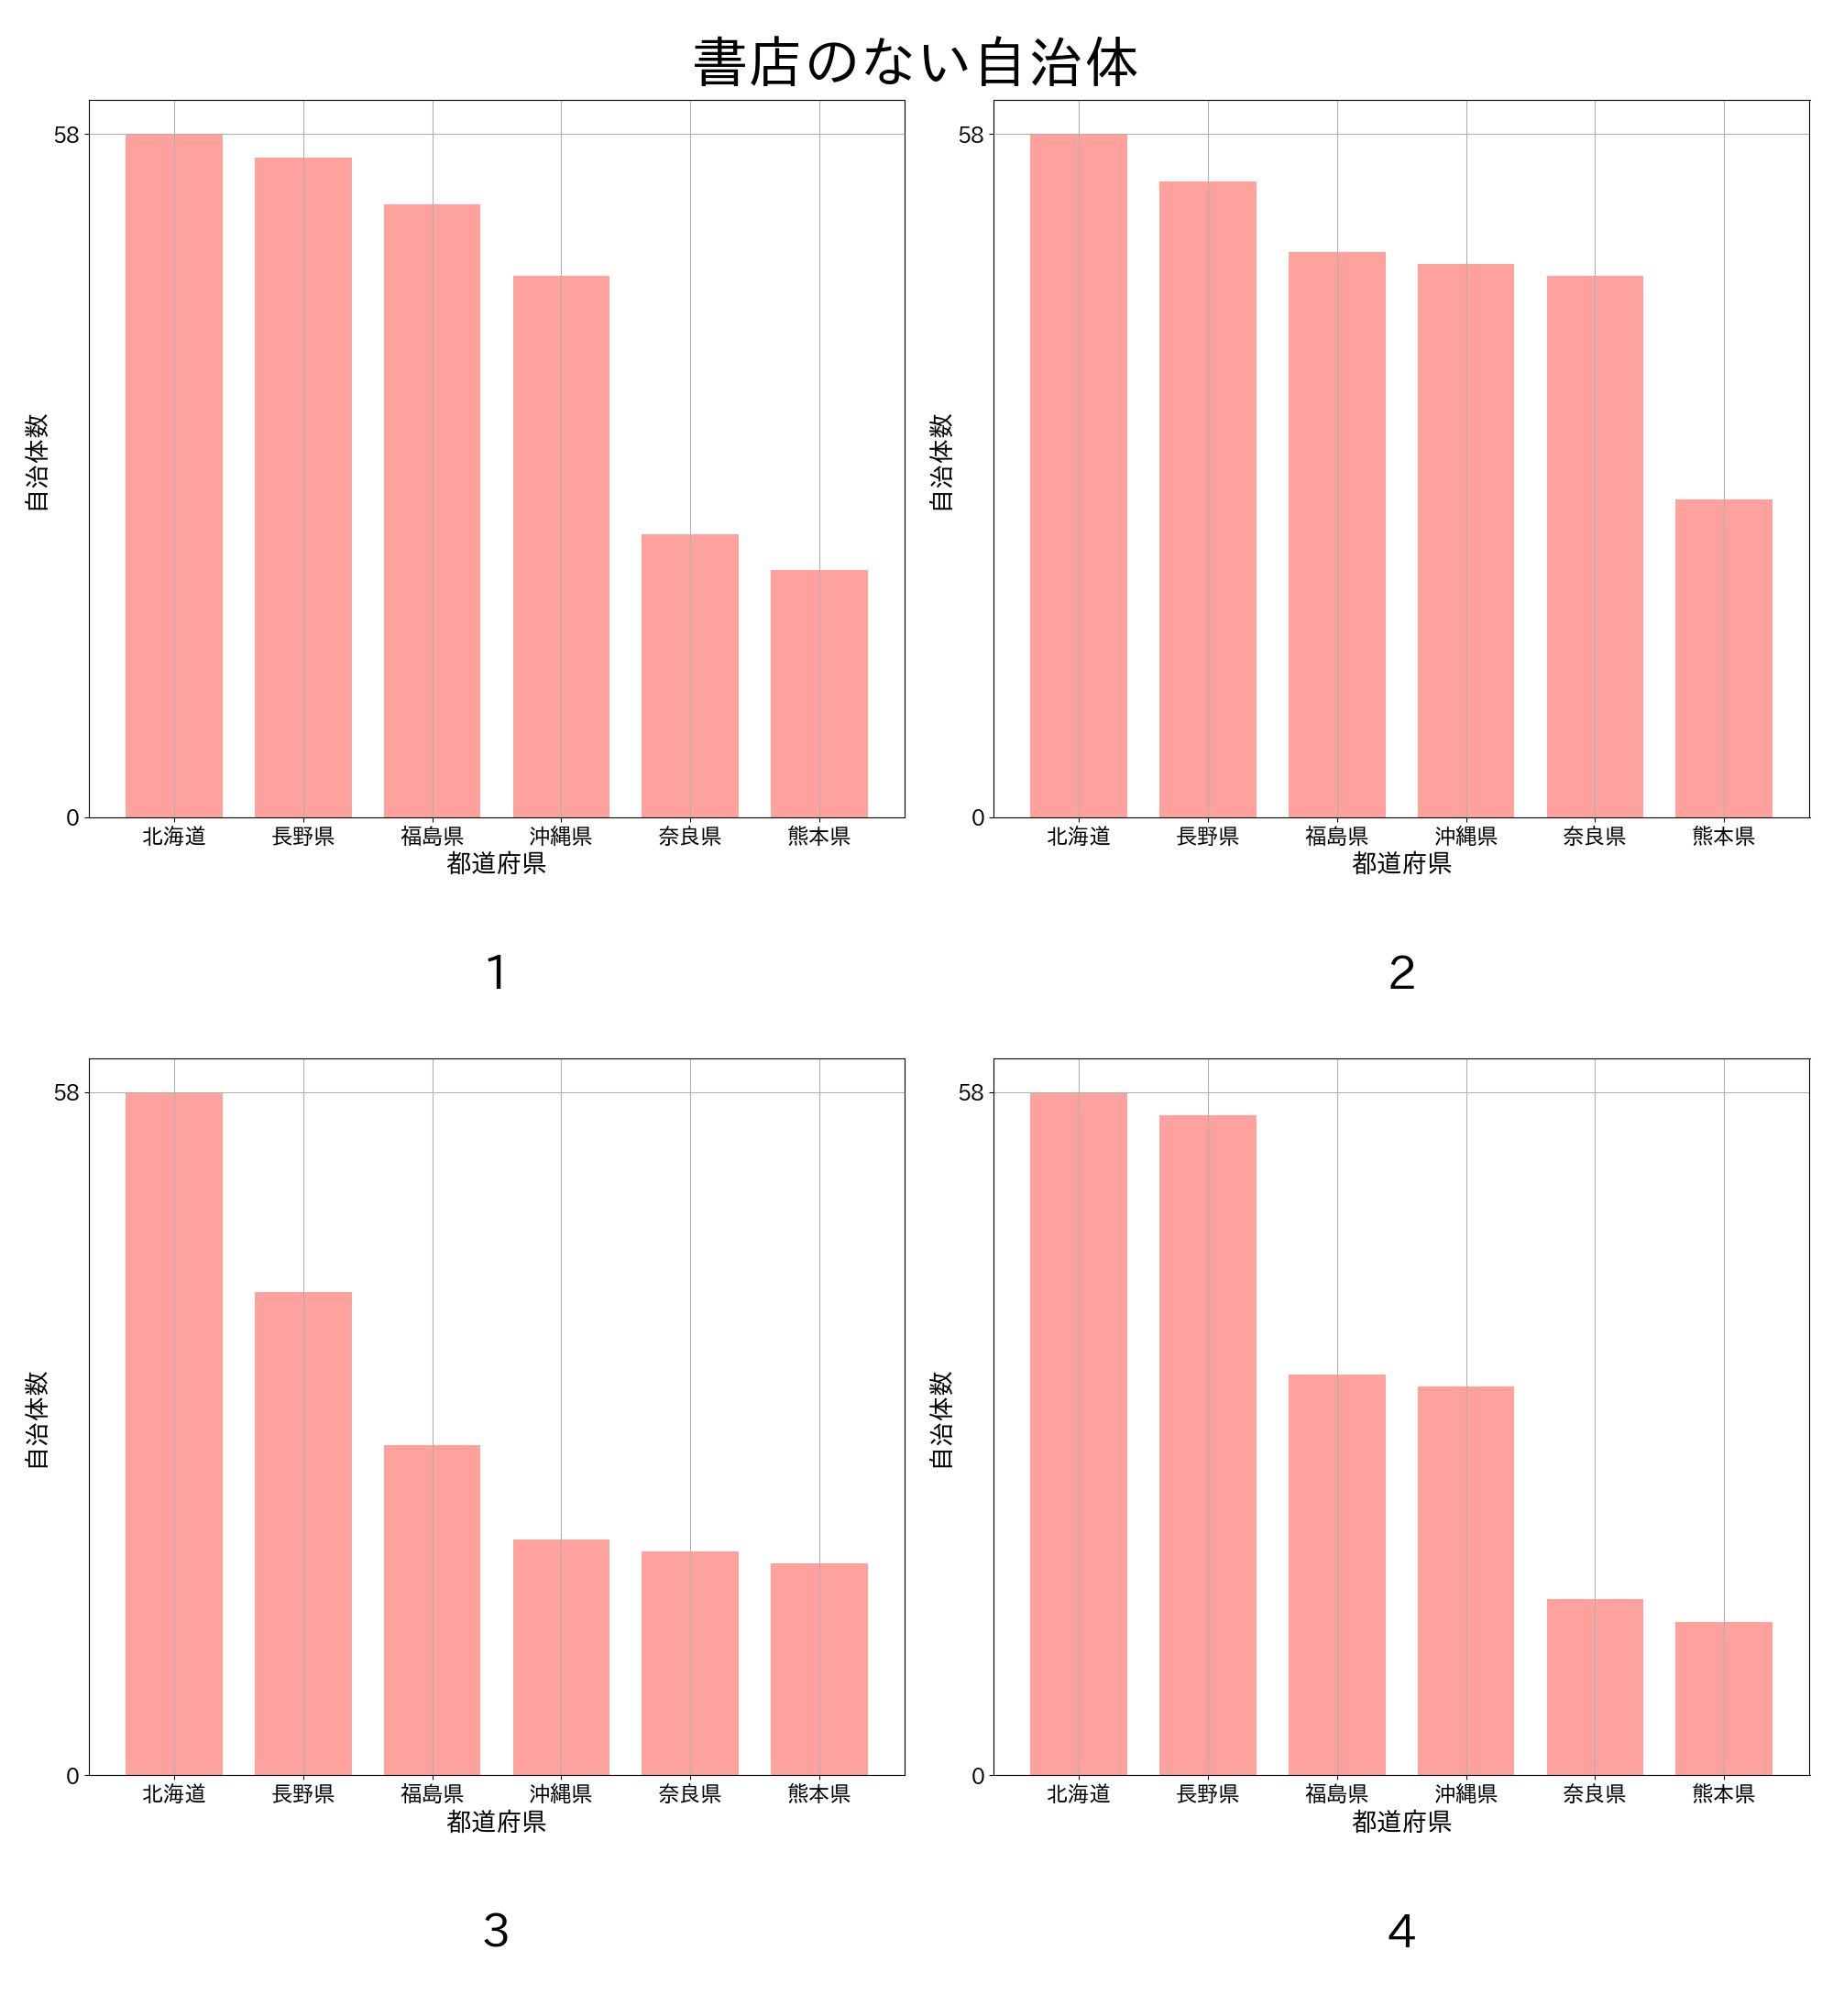 書店のない自治体
58
0
自治体数
北海道 長野県 福島県 沖縄県 奈良県 熊本県
都道府県
1
58
0
自治体数
北海道 長野県 福島県 沖縄県 奈良県 熊本県
都道府県
2
58
0
自治体数
北海道 長野県 福島県 沖縄県 奈良県 熊本県
都道府県
3
58
0
自治体数
北海道 長野県 福島県 沖縄県 奈良県 熊本県
都道府県
4